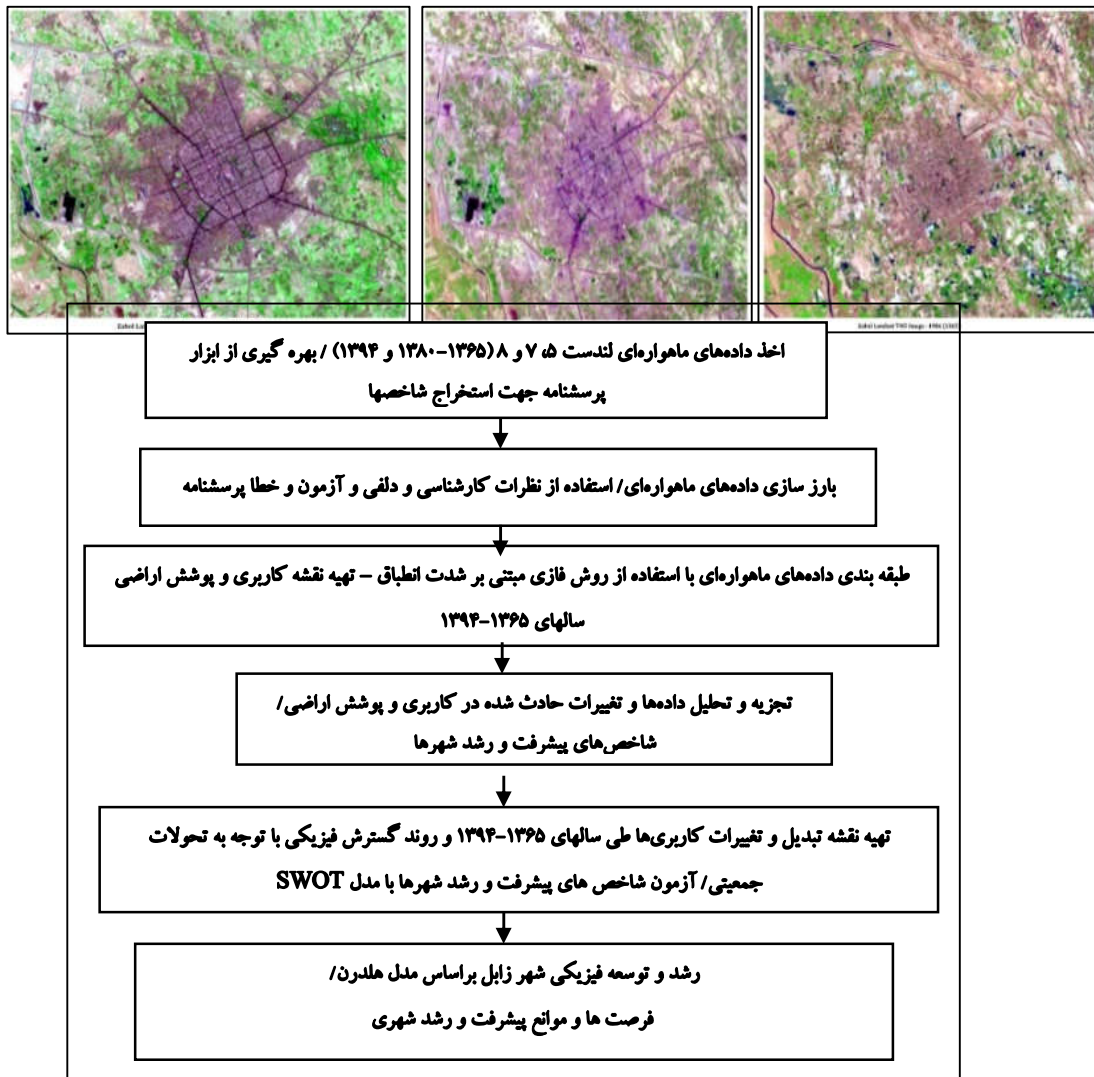 Zabol Landsat TM5 Image - 1986 (1365)
اخذ داده‌های ماهواره‌ای لندست ۵، ۷ و ۸ (۱۳۶۵-۱۳۸۰ و ۱۳۹۴) / بهره گیری از ابزار
پرسشنامه جهت استخراج شاخصها
بارز سازی داده‌های ماهواره‌ای/ استفاده از نظرات کارشناسی و دلفی و آزمون و خطا پرسشنامه
طبقه بندی داده‌های ماهواره‌ای با استفاده از روش فازی مبتنی بر شدت انطباق – تهیه نقشه کاربری و پوشش اراضی
سالهای ۱۳۶۵-۱۳۹۴
تجزیه و تحلیل داده‌ها و تغییرات حادث شده در کاربری و پوشش اراضی/
شاخص‌های پیشرفت و رشد شهرها
تهیه نقشه تبدیل و تغییرات کاربری‌ها طی سالهای ۱۳۶۵-۱۳۹۴ و روند گسترش فیزیکی با توجه به تحولات
جمعیتی/ آزمون شاخص های پیشرفت و رشد شهرها با مدل SWOT
رشد و توسعه فیزیکی شهر زابل براساس مدل هلدرن/
فرصت ها و موانع پیشرفت و رشد شهری